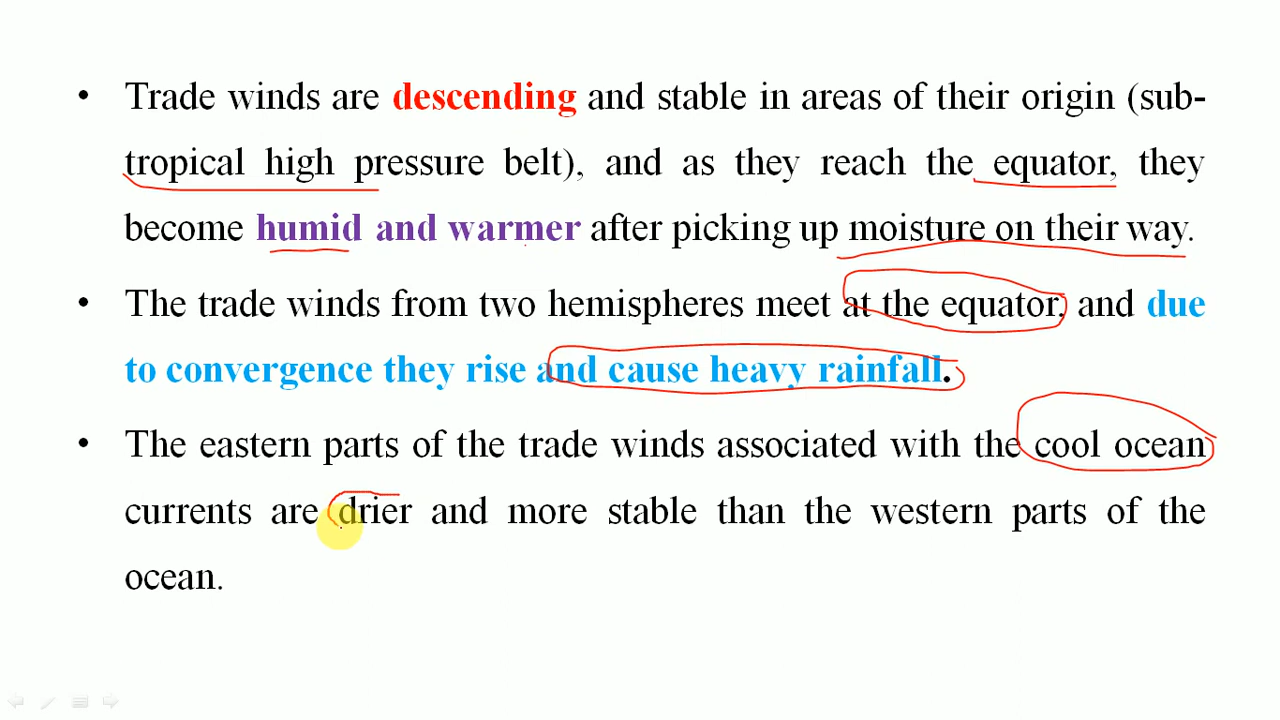 • Trade winds are descending and stable in areas of their origin (sub-
tropical high pressure belt), and as they reach the equator, they
become humid and warmer after picking up moisture on their way.
• The trade winds from two hemispheres meet at the equator, and due
to convergence they rise and cause heavy rainfall.
• The eastern parts of the trade winds associated with the cool ocean
currents are drier and more stable than the western parts of the
ocean.